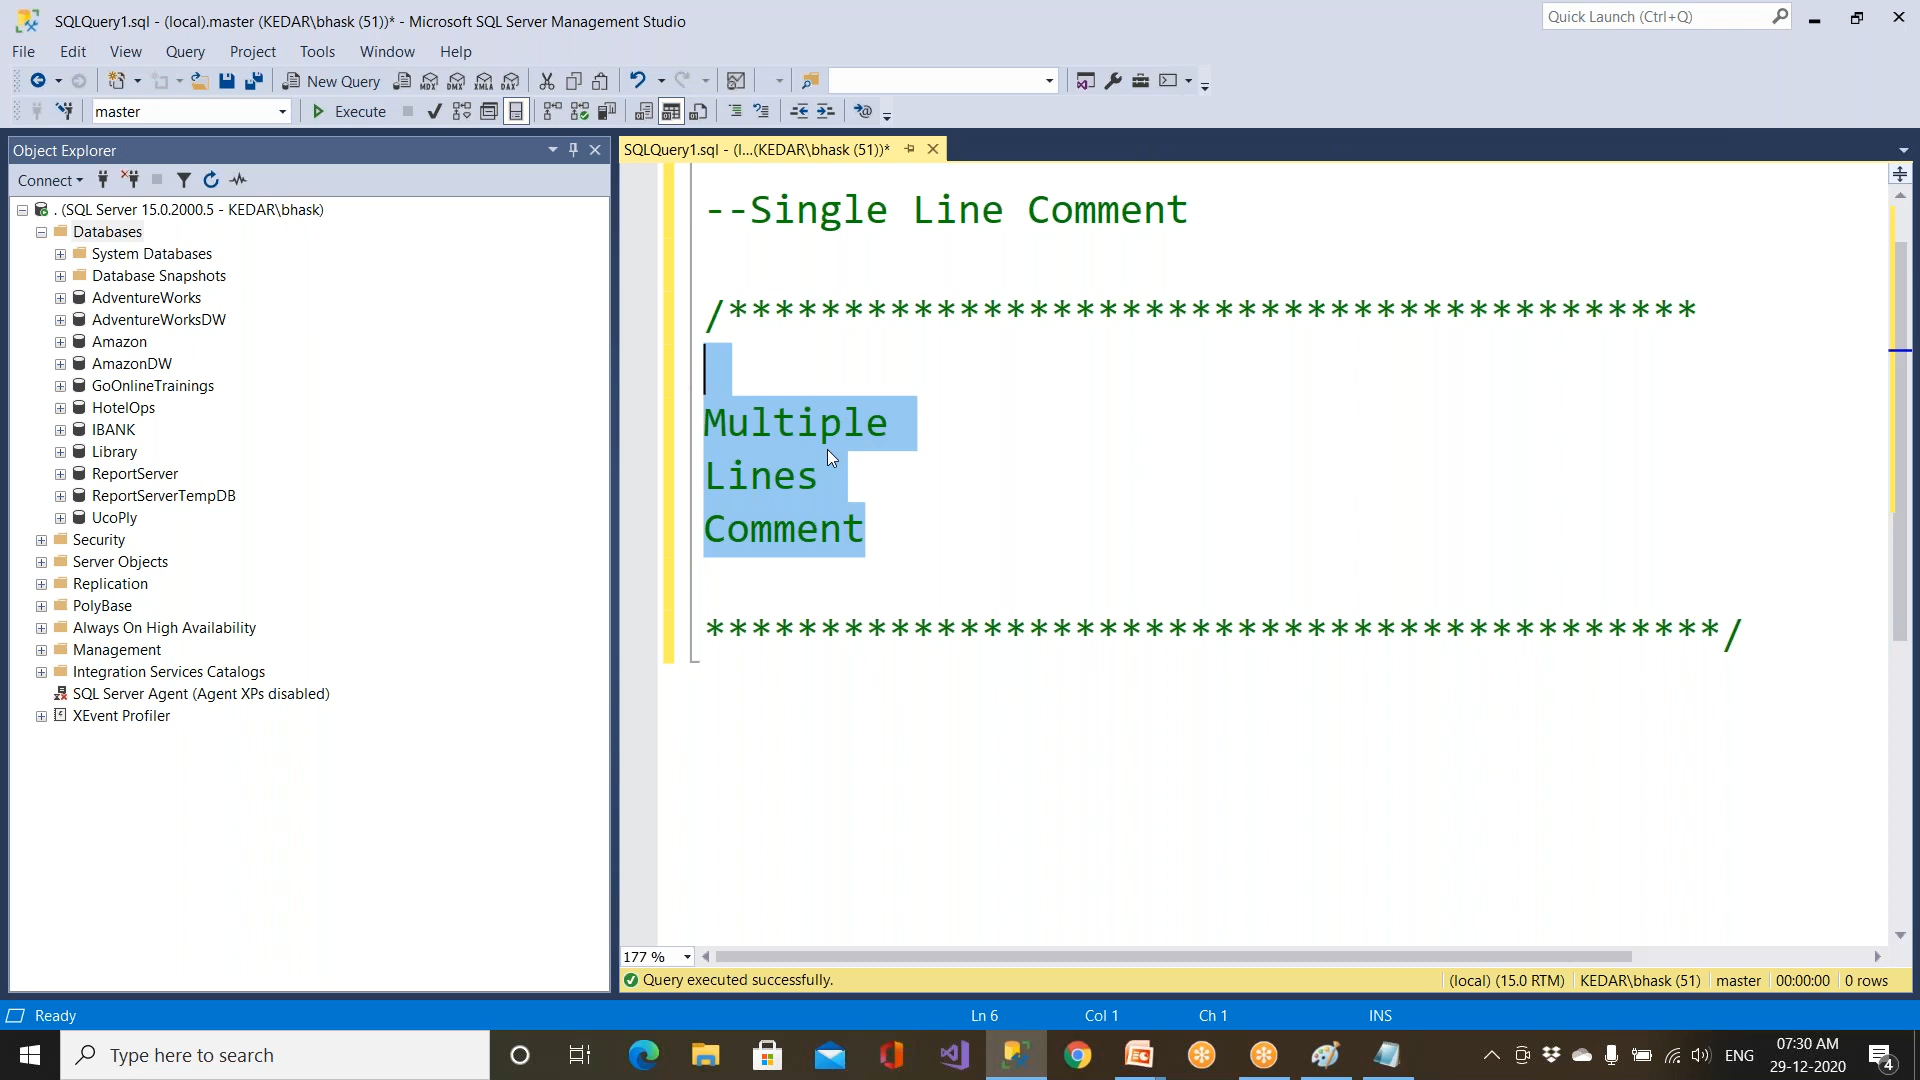 SQLQuery1.sql - (local).master (KEDAR\bhask (51))* - Microsoft SQL Server Management Studio
Quick Launch (Ctrl+Q)
File Edit View Query Project Tools Window Help
New Query MDX DMX XMLA DAX
master Execute
Object Explorer
SQLQuery1.sql - (l...(KEDAR\bhask (51))*
Connect
. (SQL Server 15.0.2000.5 - KEDAR\bhask)
Databases
System Databases
Database Snapshots
AdventureWorks
AdventureWorksDW
Amazon
AmazonDW
GoOnlineTrainings
HotelOps
IBANK
Library
ReportServer
ReportServerTempDB
UcoPly
Security
Server Objects
Replication
PolyBase
Always On High Availability
Management
Integration Services Catalogs
SQL Server Agent (Agent XPs disabled)
XEvent Profiler
--Single Line Comment
/******************************************
Multiple
Lines
Comment
********************************************/
177 %
Query executed successfully.
(local) (15.0 RTM) KEDAR\bhask (51) master 00:00:00 0 rows
Ready Ln 6 Col 1 Ch 1 INS
Type here to search
ENG
07:30 AM
29-12-2020
4